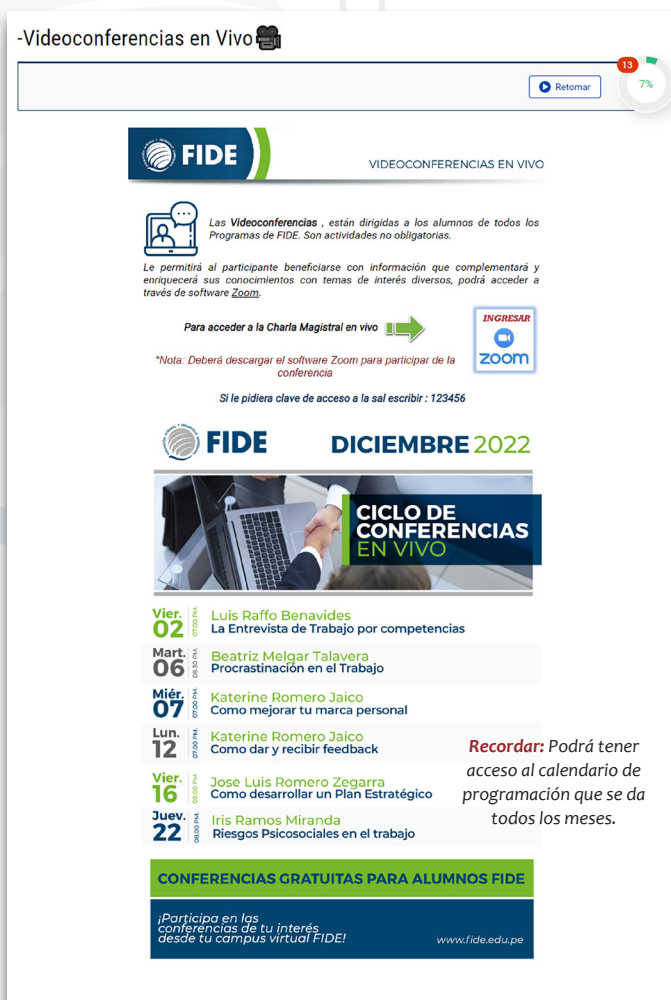 -Videoconferencias en Vivo
13
7%
Retomar
FIDE
VIDEOCONFERENCIAS EN VIVO
Las Videoconferencias , están dirigidas a los alumnos de todos los
Programas de FIDE. Son actividades no obligatorias.
Le permitirá al participante beneficiarse con información que complementará y
enriquecerá sus conocimientos con temas de interés diversos, podrá acceder a
través de software Zoom.
Para acceder a la Charla Magistral en vivo
INGRESAR
zoom
*Nota: Deberá descargar el software Zoom para participar de la
conferencia
Si le pidiera clave de acceso a la sal escribir : 123456
FIDE
DICIEMBRE 2022
CICLO DE
CONFERENCIAS
EN VIVO
Vier.
02
07.00 PM.
Luis Raffo Benavides
La Entrevista de Trabajo por competencias
Mart.
06
08.30 PM.
Beatriz Melgar Talavera
Procrastinación en el Trabajo
Miér.
07
07.00 PM.
Katerine Romero Jaico
Como mejorar tu marca personal
Lun.
12
07.00 PM.
Katerine Romero Jaico
Como dar y recibir feedback
Vier.
16
08.00 PM.
Jose Luis Romero Zegarra
Como desarrollar un Plan Estratégico
Juev.
22
08.00 PM.
Iris Ramos Miranda
Riesgos Psicosociales en el trabajo
Recordar: Podrá tener
acceso al calendario de
programación que se da
todos los meses.
CONFERENCIAS GRATUITAS PARA ALUMNOS FIDE
¡Participa en las
conferencias de tu interés
desde tu campus virtual FIDE!
www.fide.edu.pe